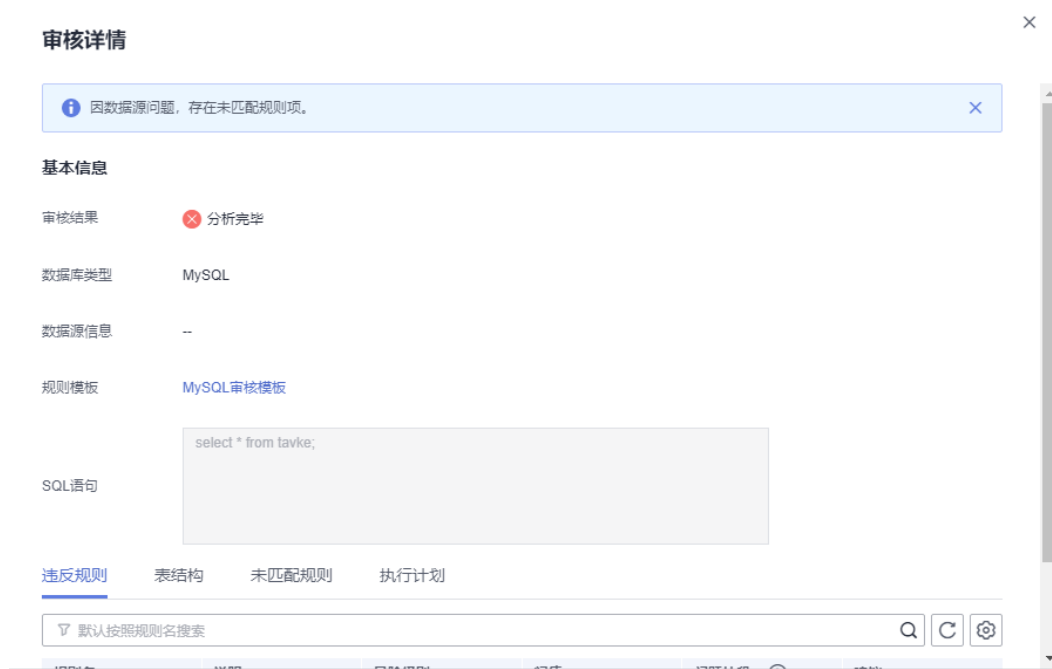 审核详情
因数据源问题，存在未匹配规则项。
基本信息
审核结果 分析完毕
数据库类型 MySQL
数据源信息 --
规则模板 MySQL审核模板
select * from tavke;
SQL语句
违反规则 表结构 未匹配规则 执行计划
默认按照规则名搜索